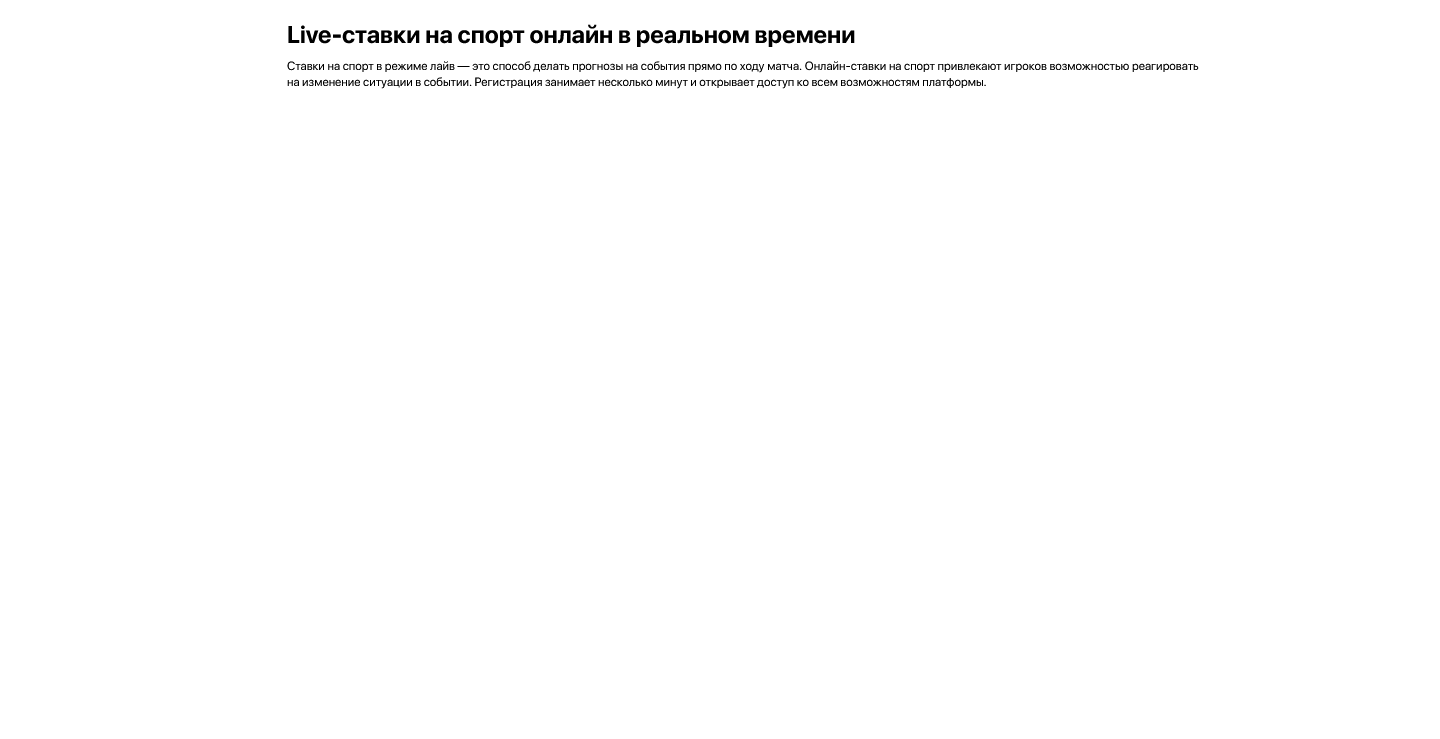 Live-ставки на спорт онлайн в реальном времени
Ставки на спорт в режиме лайв — это способ делать прогнозы на события прямо по ходу матча. Онлайн-ставки на спорт привлекают игроков возможностью реагировать
на изменение ситуации в событии. Регистрация занимает несколько минут и открывает доступ ко всем возможностям платформы.